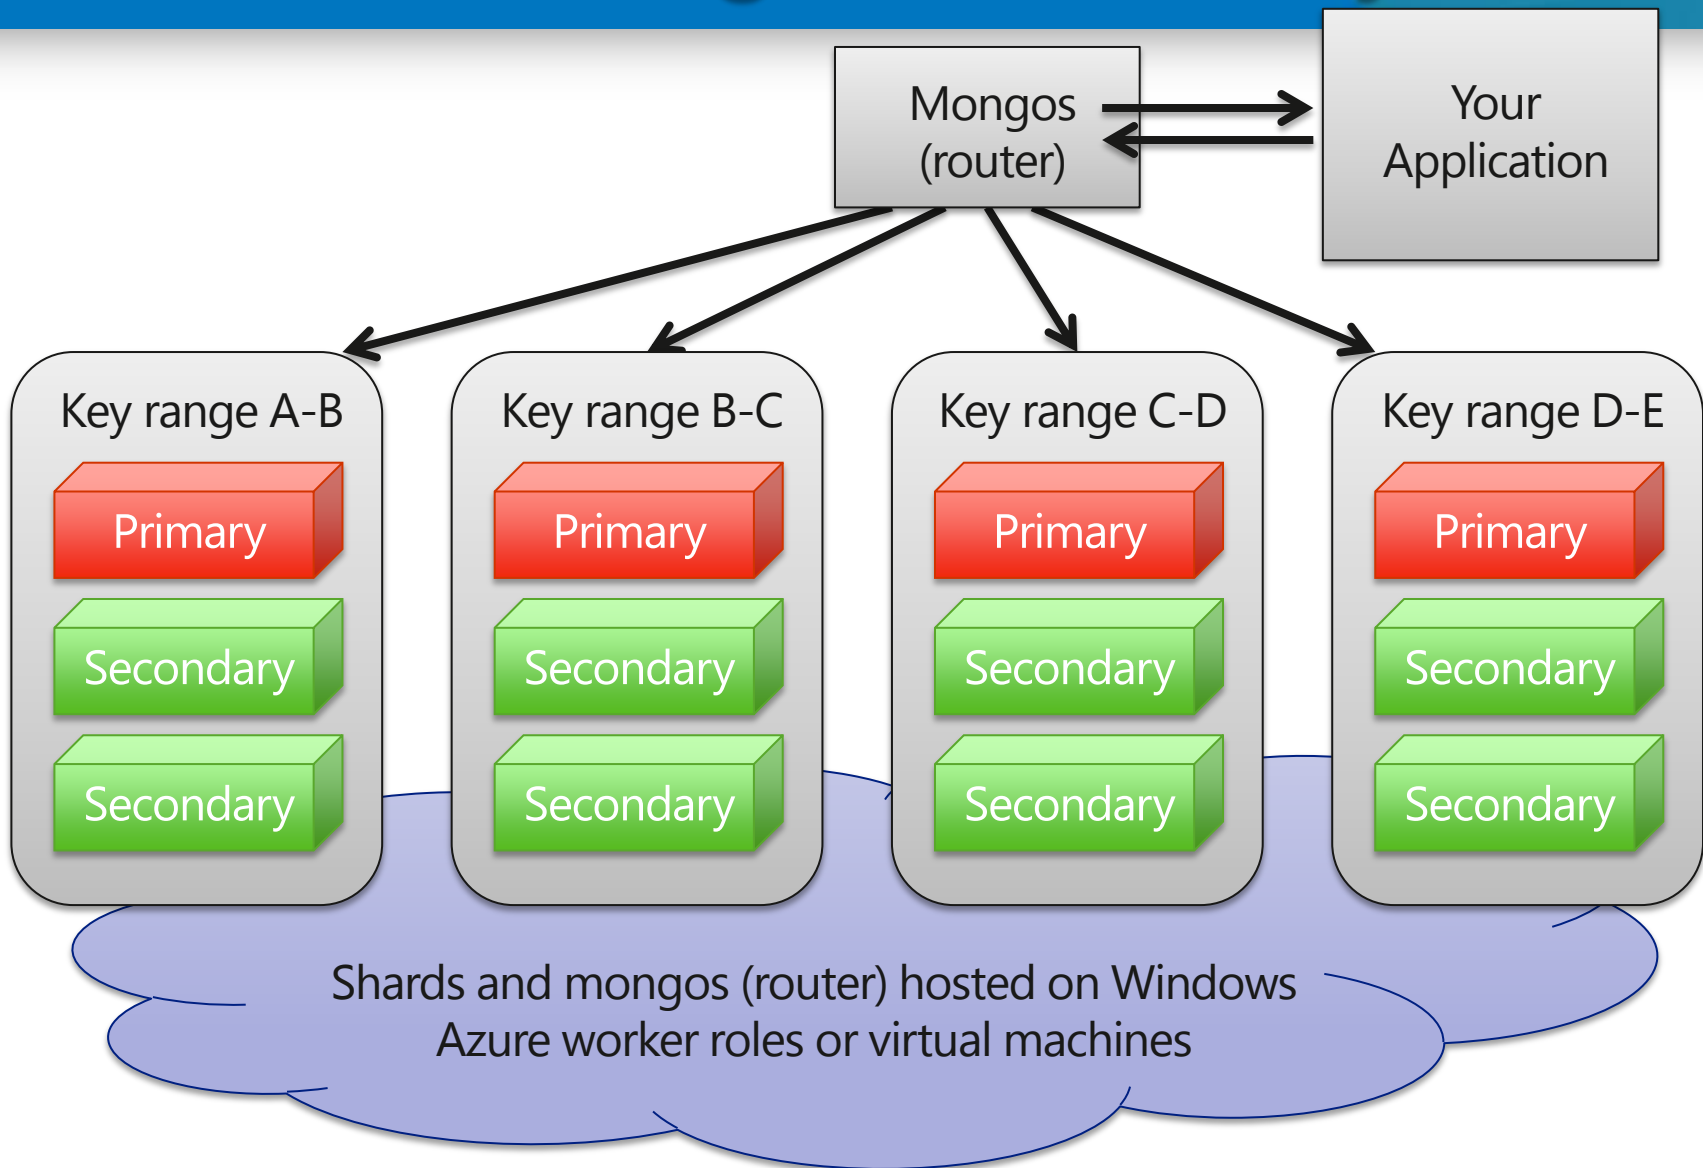 Mongos
(router)
Your
Application
Key range A-B
Key range B-C
Key range C-D
Key range D-E
Primary
Primary
Primary
Primary
Secondary
Secondary
Secondary
Secondary
Secondary
Secondary
Secondary
Secondary
Shards and mongos (router) hosted on Windows
Azure worker roles or virtual machines